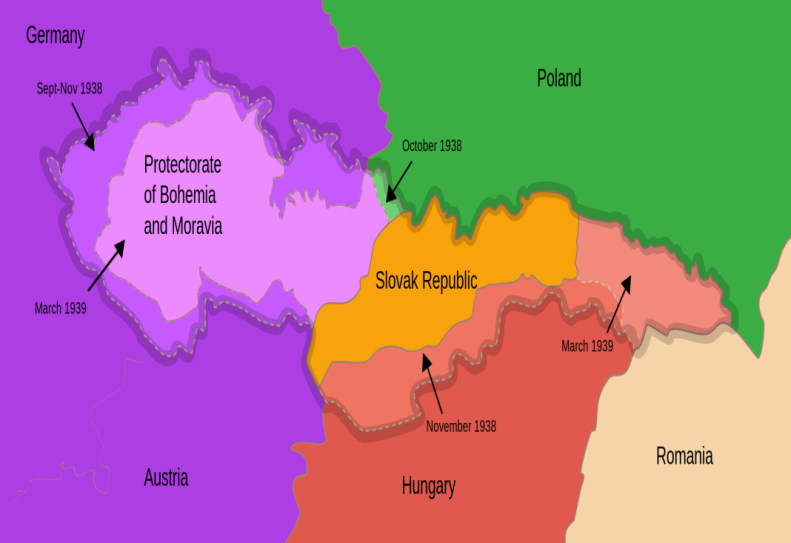 Germany
Sept-Nov 1938
Poland
October 1938
Protectorate
of Bohemia
and Moravia
Slovak Republic
March 1939
March 1939
November 1938
Austria
Hungary
Romania